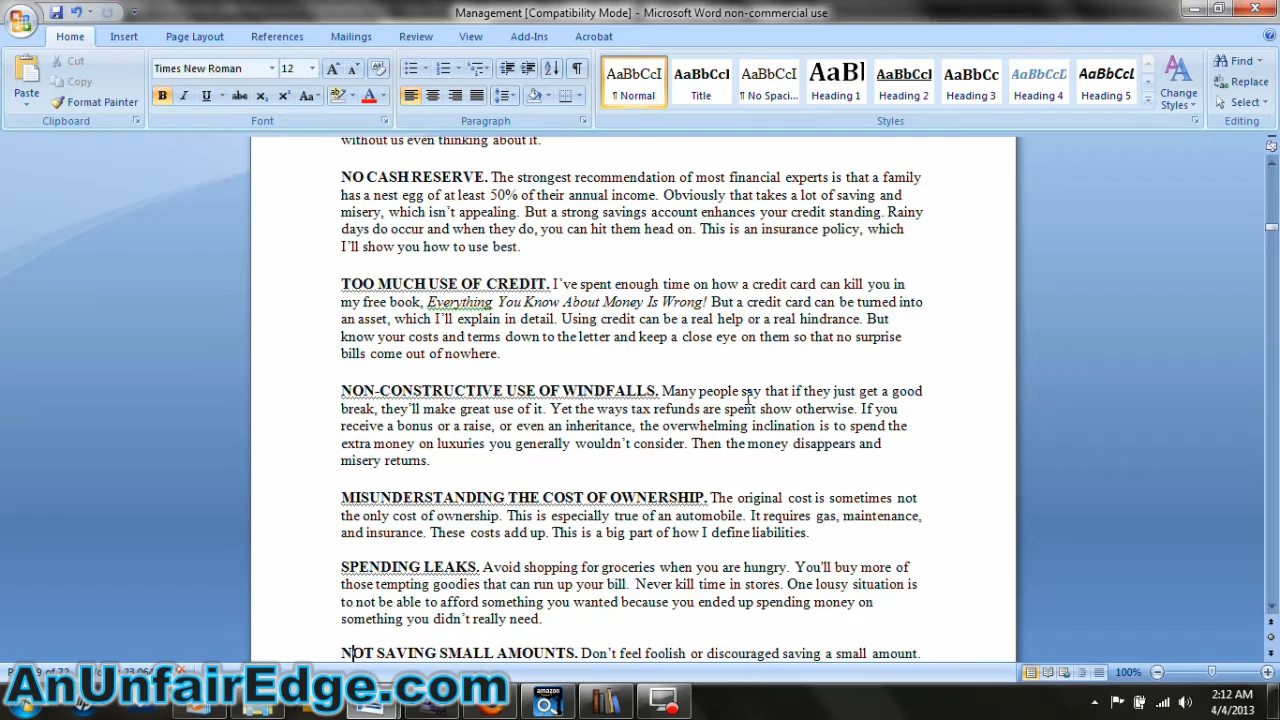 Management [Compatibility Mode] - Microsoft Word non-commercial use
Home Insert Page Layout References Mailings Review View Add-Ins Acrobat
Paste Cut Copy Format Painter
Times New Roman 12
B I U abc X₂ X² Aa
AaBbCcI AaBbCcI AaBbCcI AaBl AaBbCcI AaBbCc AaBbCcI AaBbCcL
¶ Normal Title ¶ No Spaci... Heading 1 Heading 2 Heading 3 Heading 4 Heading 5
Change Styles
Find Replace Select
Clipboard Font Paragraph Styles Editing
without us even thinking about it.
NO CASH RESERVE. The strongest recommendation of most financial experts is that a family
has a nest egg of at least 50% of their annual income. Obviously that takes a lot of saving and
misery, which isn't appealing. But a strong savings account enhances your credit standing. Rainy
days do occur and when they do, you can hit them head on. This is an insurance policy, which
I'll show you how to use best.
TOO MUCH USE OF CREDIT. I've spent enough time on how a credit card can kill you in
my free book, Everything You Know About Money Is Wrong! But a credit card can be turned into
an asset, which I'll explain in detail. Using credit can be a real help or a real hindrance. But
know your costs and terms down to the letter and keep a close eye on them so that no surprise
bills come out of nowhere.
NON-CONSTRUCTIVE USE OF WINDFALLS. Many people say that if they just get a good
break, they'll make great use of it. Yet the ways tax refunds are spent show otherwise. If you
receive a bonus or a raise, or even an inheritance, the overwhelming inclination is to spend the
extra money on luxuries you generally wouldn't consider. Then the money disappears and
misery returns.
MISUNDERSTANDING THE COST OF OWNERSHIP. The original cost is sometimes not
the only cost of ownership. This is especially true of an automobile. It requires gas, maintenance,
and insurance. These costs add up. This is a big part of how I define liabilities.
SPENDING LEAKS. Avoid shopping for groceries when you are hungry. You'll buy more of
those tempting goodies that can run up your bill. Never kill time in stores. One lousy situation is
to not be able to afford something you wanted because you ended up spending money on
something you didn't really need.
NOT SAVING SMALL AMOUNTS. Don't feel foolish or discouraged saving a small amount.
100%
AnUnfairEdge.com
amazon
2:12 AM
4/4/2013